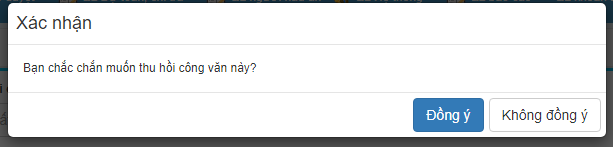 Xác nhận
Bạn chắc chắn muốn thu hồi công văn này?
Đồng ý
Không đồng ý